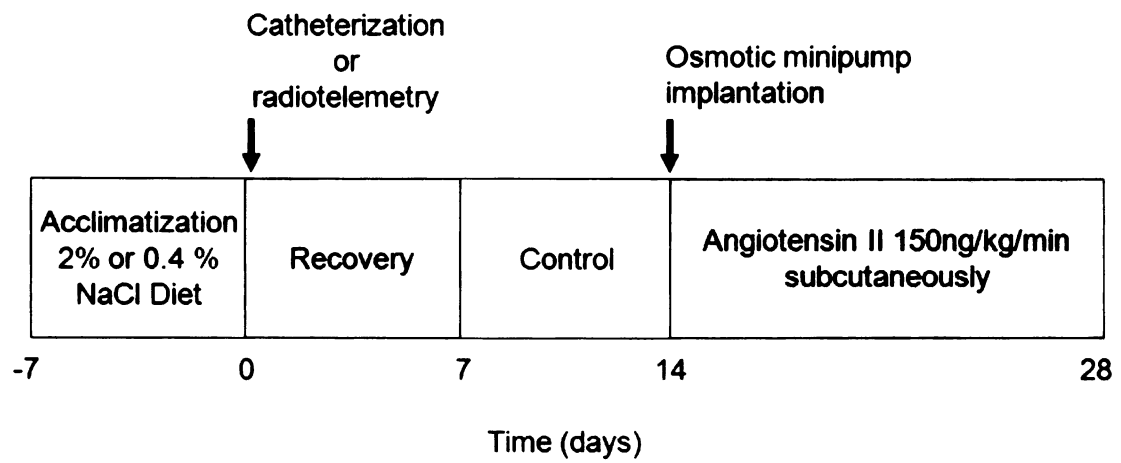 Catheterization
or
radiotelemetry
Osmotic minipump
implantation
Acclimatization
2% or 0.4 %
NaCl Diet
Recovery
Control
Angiotensin II 150ng/kg/min
subcutaneously
-7
0
7
14
28
Time (days)